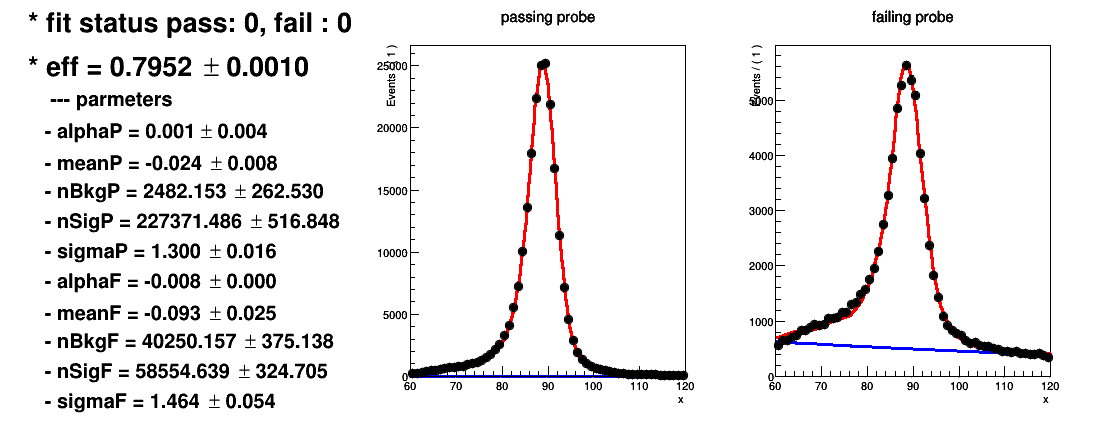 * fit status pass: 0, fail : 0
* eff = 0.7952 ± 0.0010
--- parmeters
- alphaP = 0.001 ± 0.004
- meanP = -0.024 ± 0.008
- nBkgP = 2482.153 ± 262.530
- nSigP = 227371.486 ± 516.848
- sigmaP = 1.300 ± 0.016
- alphaF = -0.008 ± 0.000
- meanF = -0.093 ± 0.025
- nBkgF = 40250.157 ± 375.138
- nSigF = 58554.639 ± 324.705
- sigmaF = 1.464 ± 0.054
passing probe
Events / ( 1 )
25000
20000
15000
10000
5000
0
60 70 80 90 100 110 120
x
failing probe
Events / ( 1 )
5000
4000
3000
2000
1000
0
60 70 80 90 100 110 120
x